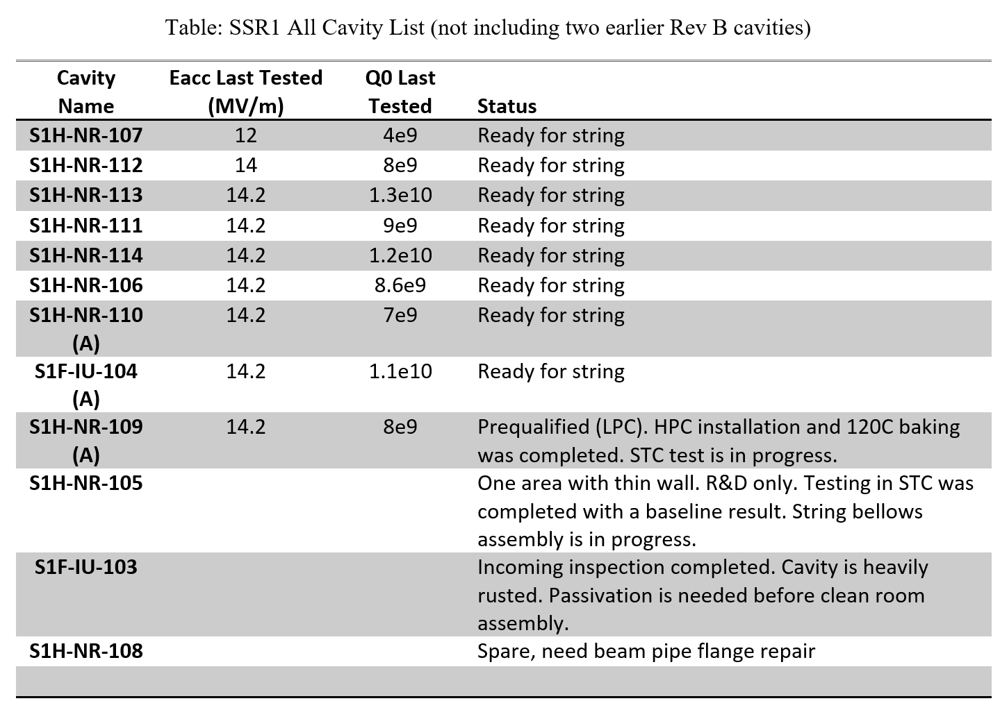 Table: SSR1 All Cavity List (not including two earlier Rev B cavities)
Cavity Name Eacc Last Tested (MV/m) Q0 Last Tested Status
S1H-NR-107 12 4e9 Ready for string
S1H-NR-112 14 8e9 Ready for string
S1H-NR-113 14.2 1.3e10 Ready for string
S1H-NR-111 14.2 9e9 Ready for string
S1H-NR-114 14.2 1.2e10 Ready for string
S1H-NR-106 14.2 8.6e9 Ready for string
S1H-NR-110 14.2 7e9 Ready for string
(A)
S1F-IU-104 14.2 1.1e10 Ready for string
(A)
S1H-NR-109 14.2 8e9 Prequalified (LPC). HPC installation and 120C baking
(A) was completed. STC test is in progress.
S1H-NR-105 One area with thin wall. R&D only. Testing in STC was
completed with a baseline result. String bellows
assembly is in progress.
S1F-IU-103 Incoming inspection completed. Cavity is heavily
rusted. Passivation is needed before clean room
assembly.
S1H-NR-108 Spare, need beam pipe flange repair